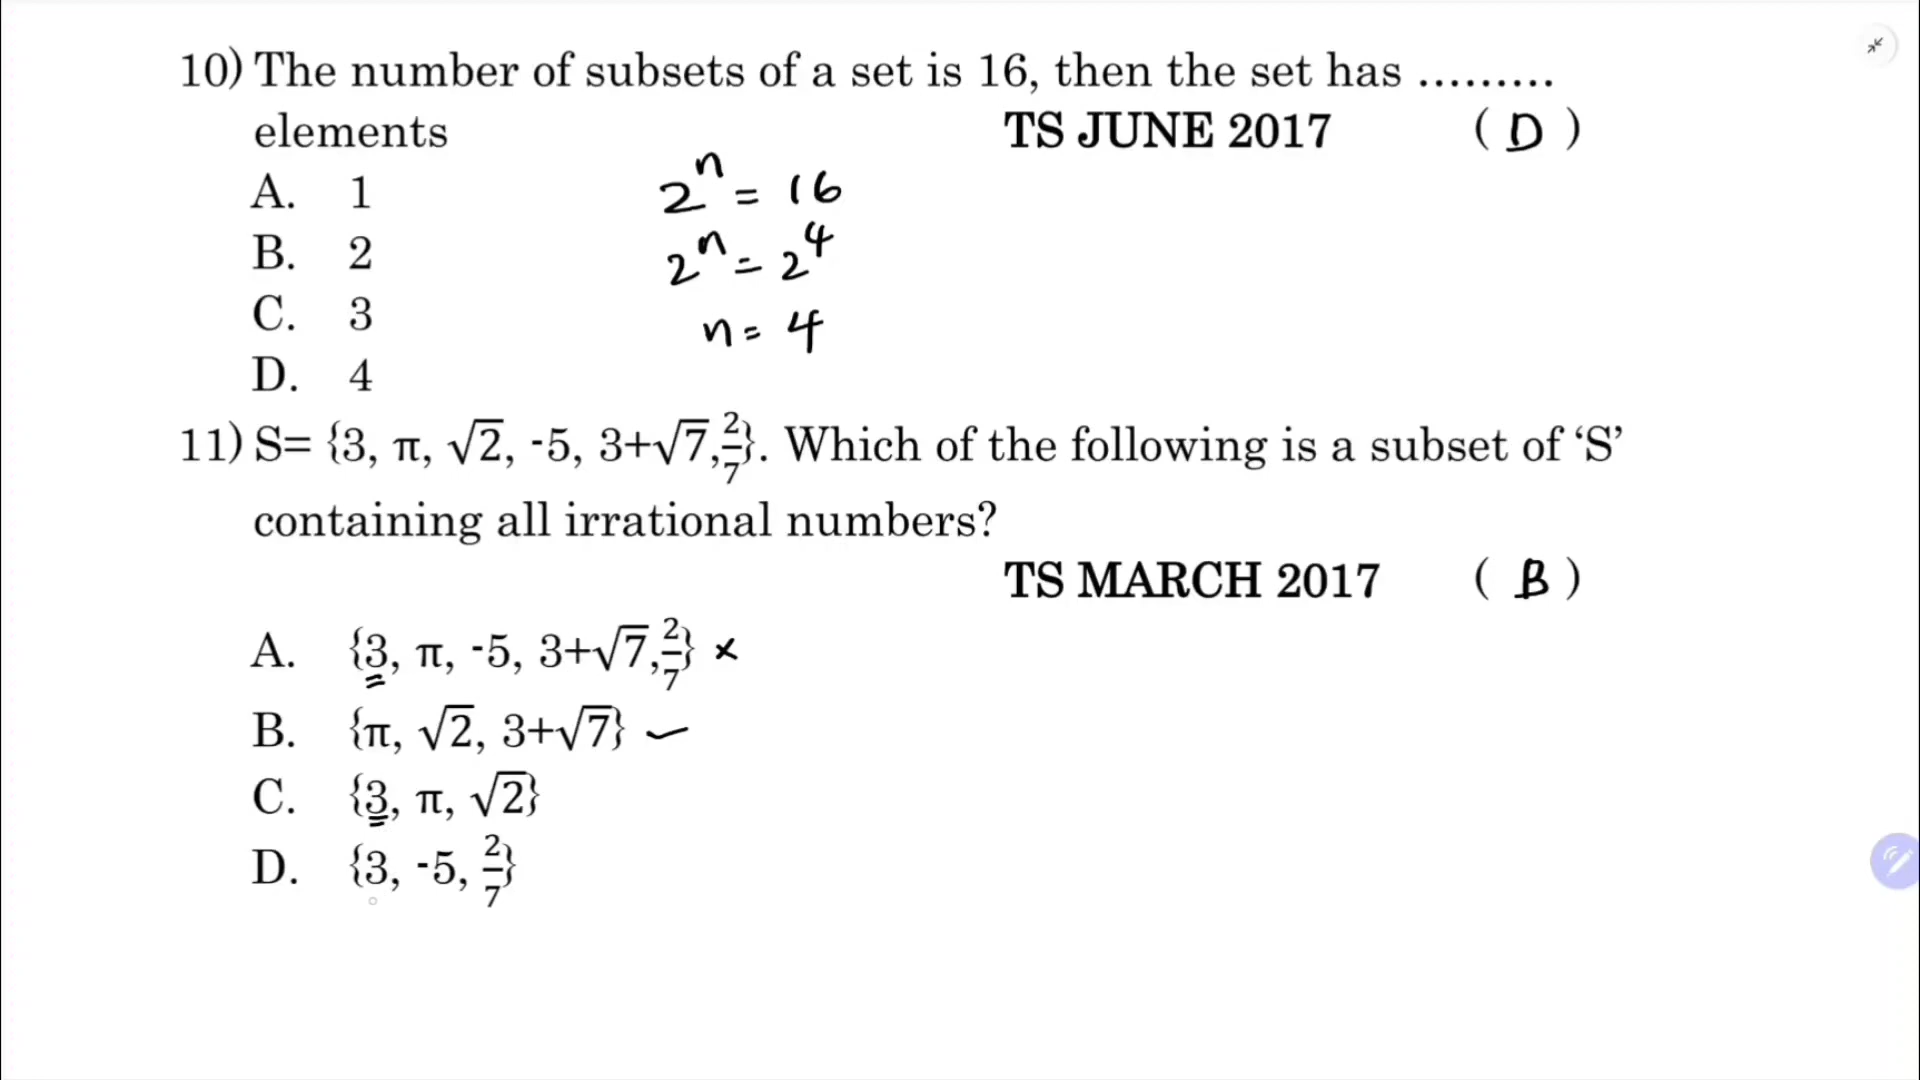 10) The number of subsets of a set is 16, then the set has .........
elements TS JUNE 2017 ( D )
A. 1
B. 2
C. 3
D. 4
2ⁿ = 16
2ⁿ = 2⁴
n = 4
11) S= {3, π, √2, -5, 3+√7,2/7}. Which of the following is a subset of ‘S’
containing all irrational numbers?
TS MARCH 2017 ( B )
A. {3, π, -5, 3+√7,2/7} ×
B. {π, √2, 3+√7} ✓
C. {3, π, √2}
D. {3, -5, 2/7}